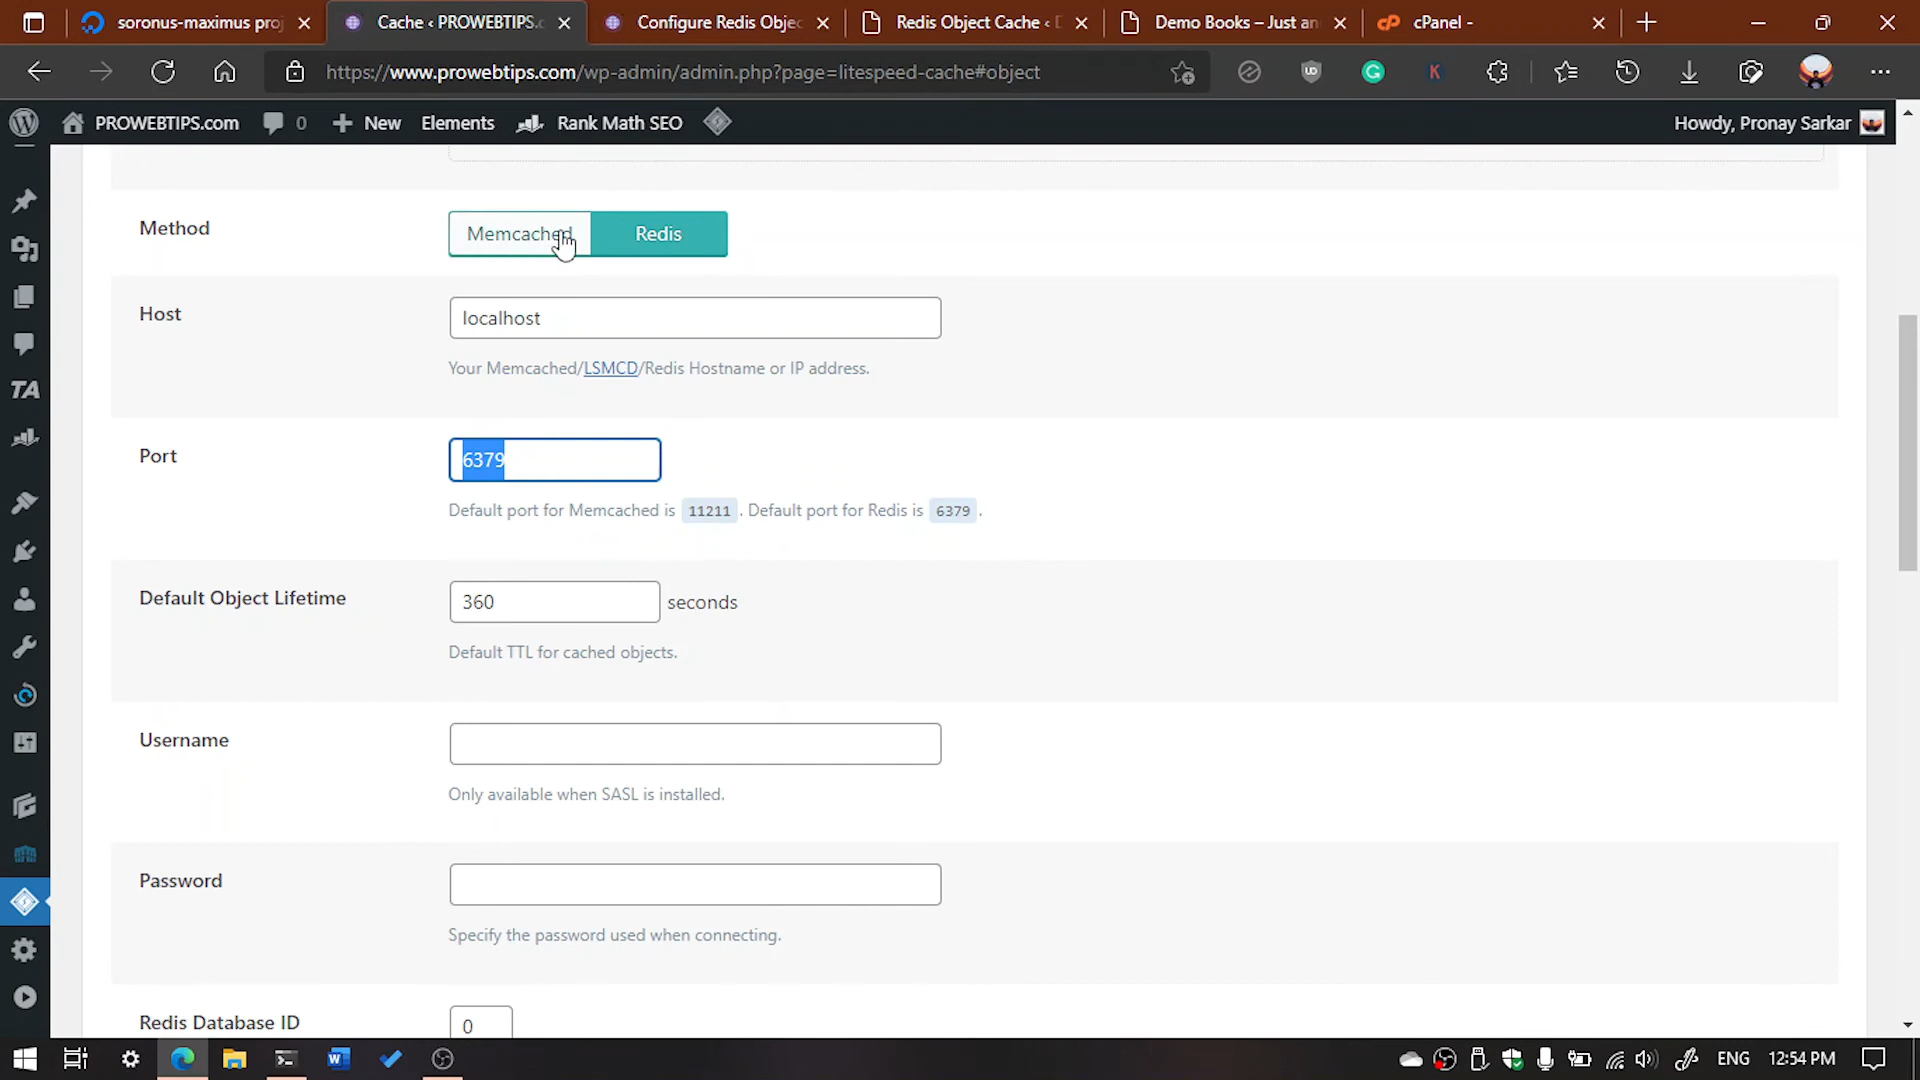 soronus-maximus proj
Cache ‹ PROWEBTIPS.c
Configure Redis Objec
Redis Object Cache ‹ D
Demo Books – Just an
cPanel -
https://www.prowebtips.com/wp-admin/admin.php?page=litespeed-cache#object
PROWEBTIPS.com
0
New
Elements
Rank Math SEO
Howdy, Pronay Sarkar
TA
Method
Memcached
Redis
Host
localhost
Your Memcached/LSMCD/Redis Hostname or IP address.
Port
6379
Default port for Memcached is 11211 . Default port for Redis is 6379 .
Default Object Lifetime
360 seconds
Default TTL for cached objects.
Username
Only available when SASL is installed.
Password
Specify the password used when connecting.
Redis Database ID
0
ENG
12:54 PM